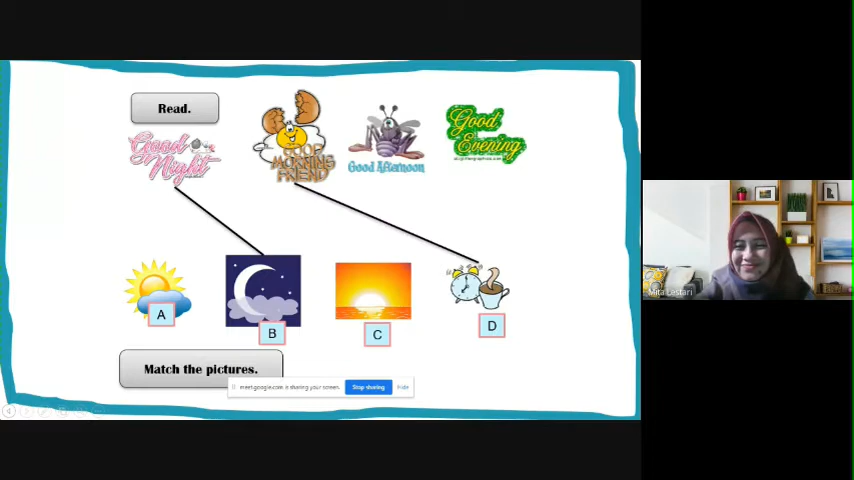 Read.
Good
Night
GOOD
MORNING
FRIEND
Good Afternoon
Good
Evening
A
B
C
D
Match the pictures.
meet.google.com is sharing your screen.
Stop sharing
Hide
Mita Lestari